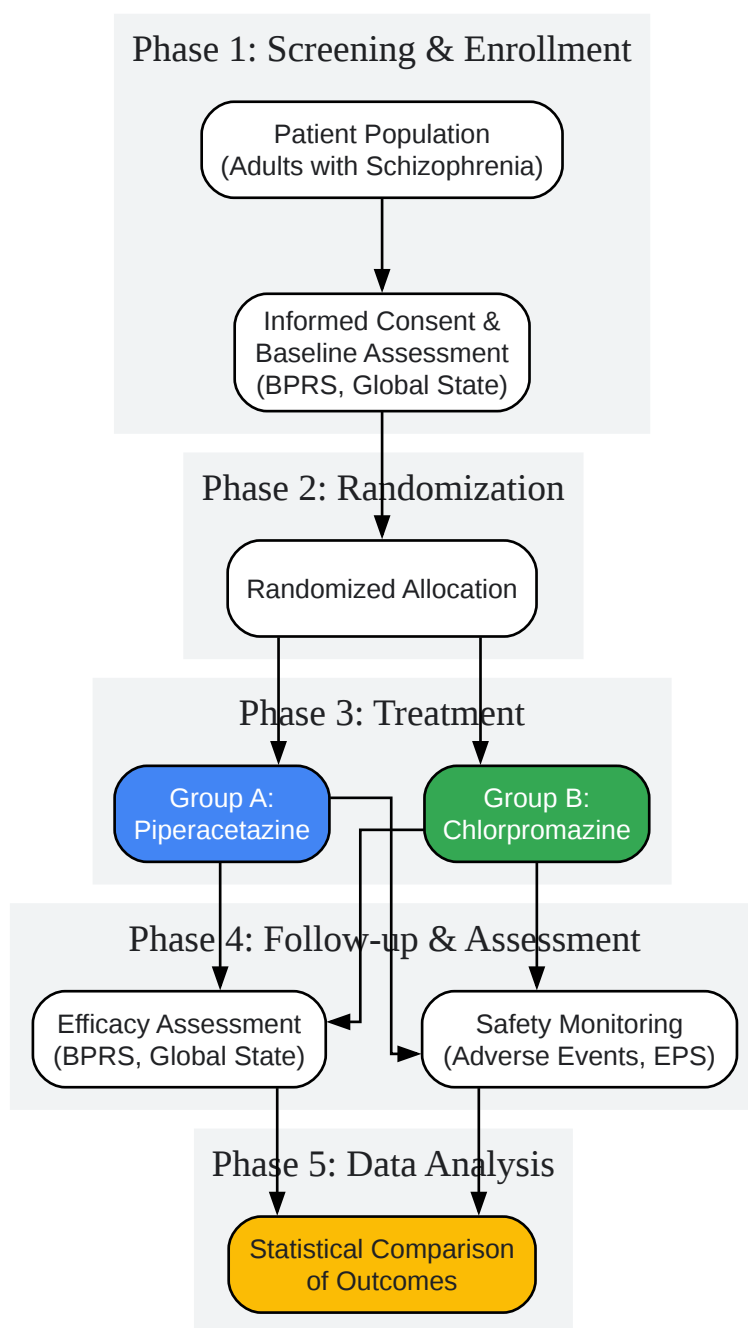 Phase 1: Screening & Enrollment
Patient Population
(Adults with Schizophrenia)
Informed Consent &
Baseline Assessment
(BPRS, Global State)
Phase 2: Randomization
Randomized Allocation
Phase 3: Treatment
Group A:
Piperacetazine
Group B:
Chlorpromazine
Phase 4: Follow-up & Assessment
Efficacy Assessment
(BPRS, Global State)
Safety Monitoring
(Adverse Events, EPS)
Phase 5: Data Analysis
Statistical Comparison
of Outcomes